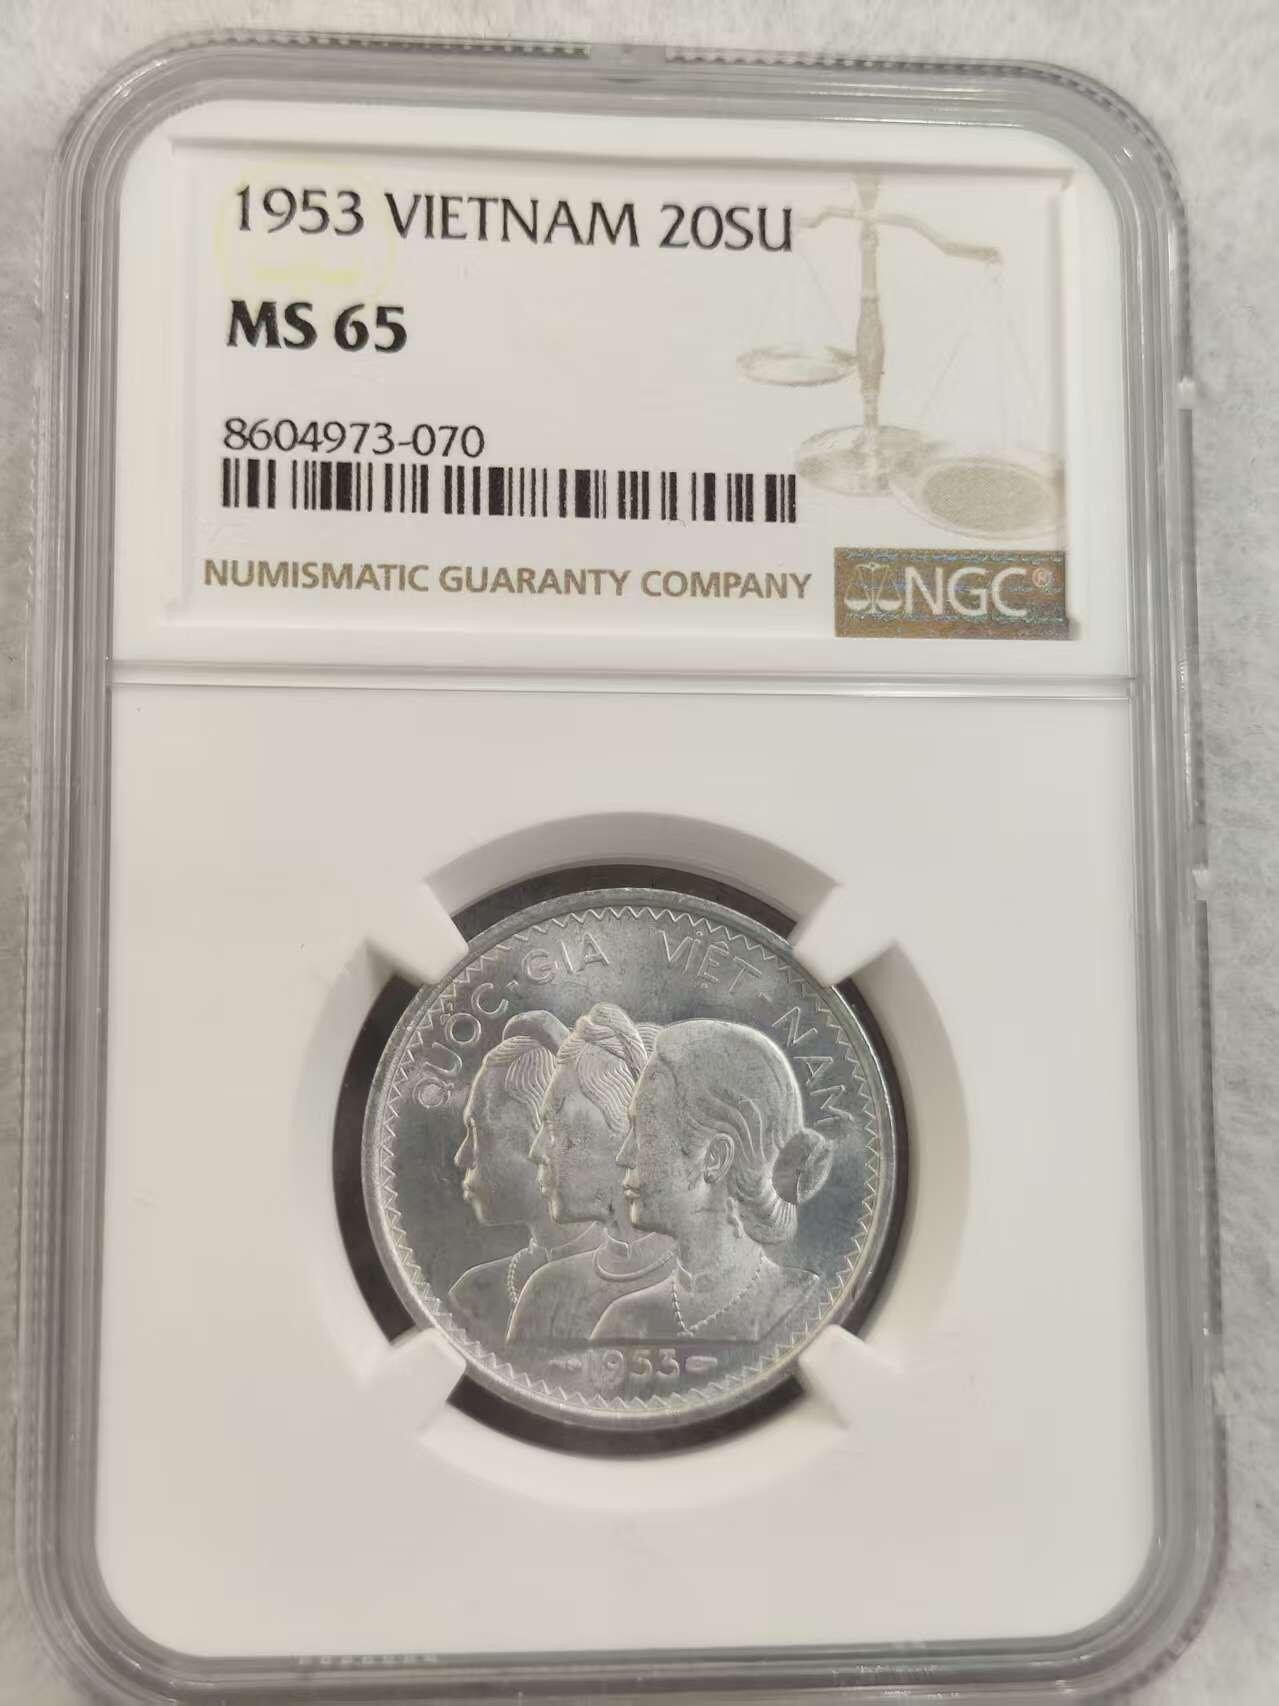 1953 VIETNAM 20SU
MS 65
8604973-070
NUMISMATIC GUARANTY COMPANY
NGC®
QUỐC-GIA VIỆT-NAM
1953